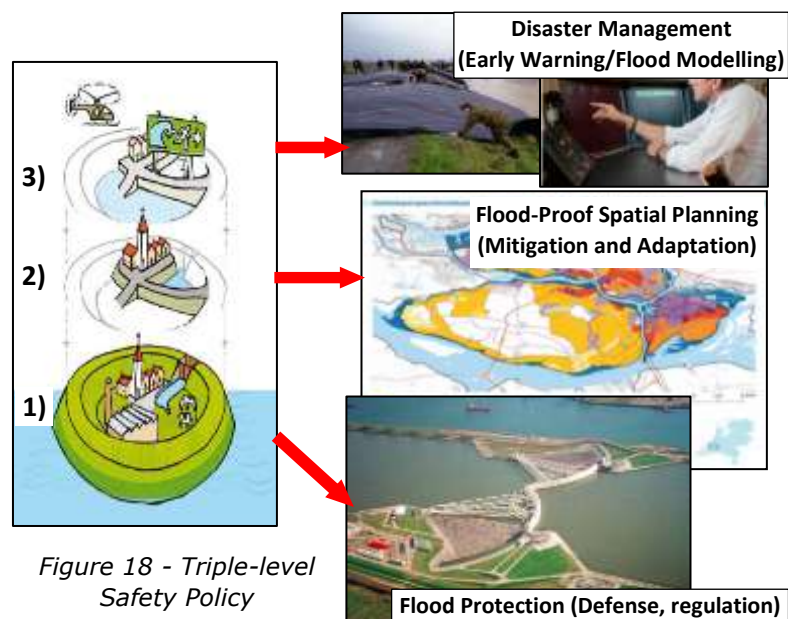 Disaster Management
(Early Warning/Flood Modelling)
3)
Flood-Proof Spatial Planning
(Mitigation and Adaptation)
2)
1)
Figure 18 - Triple-level
Safety Policy
Flood Protection (Defense, regulation)